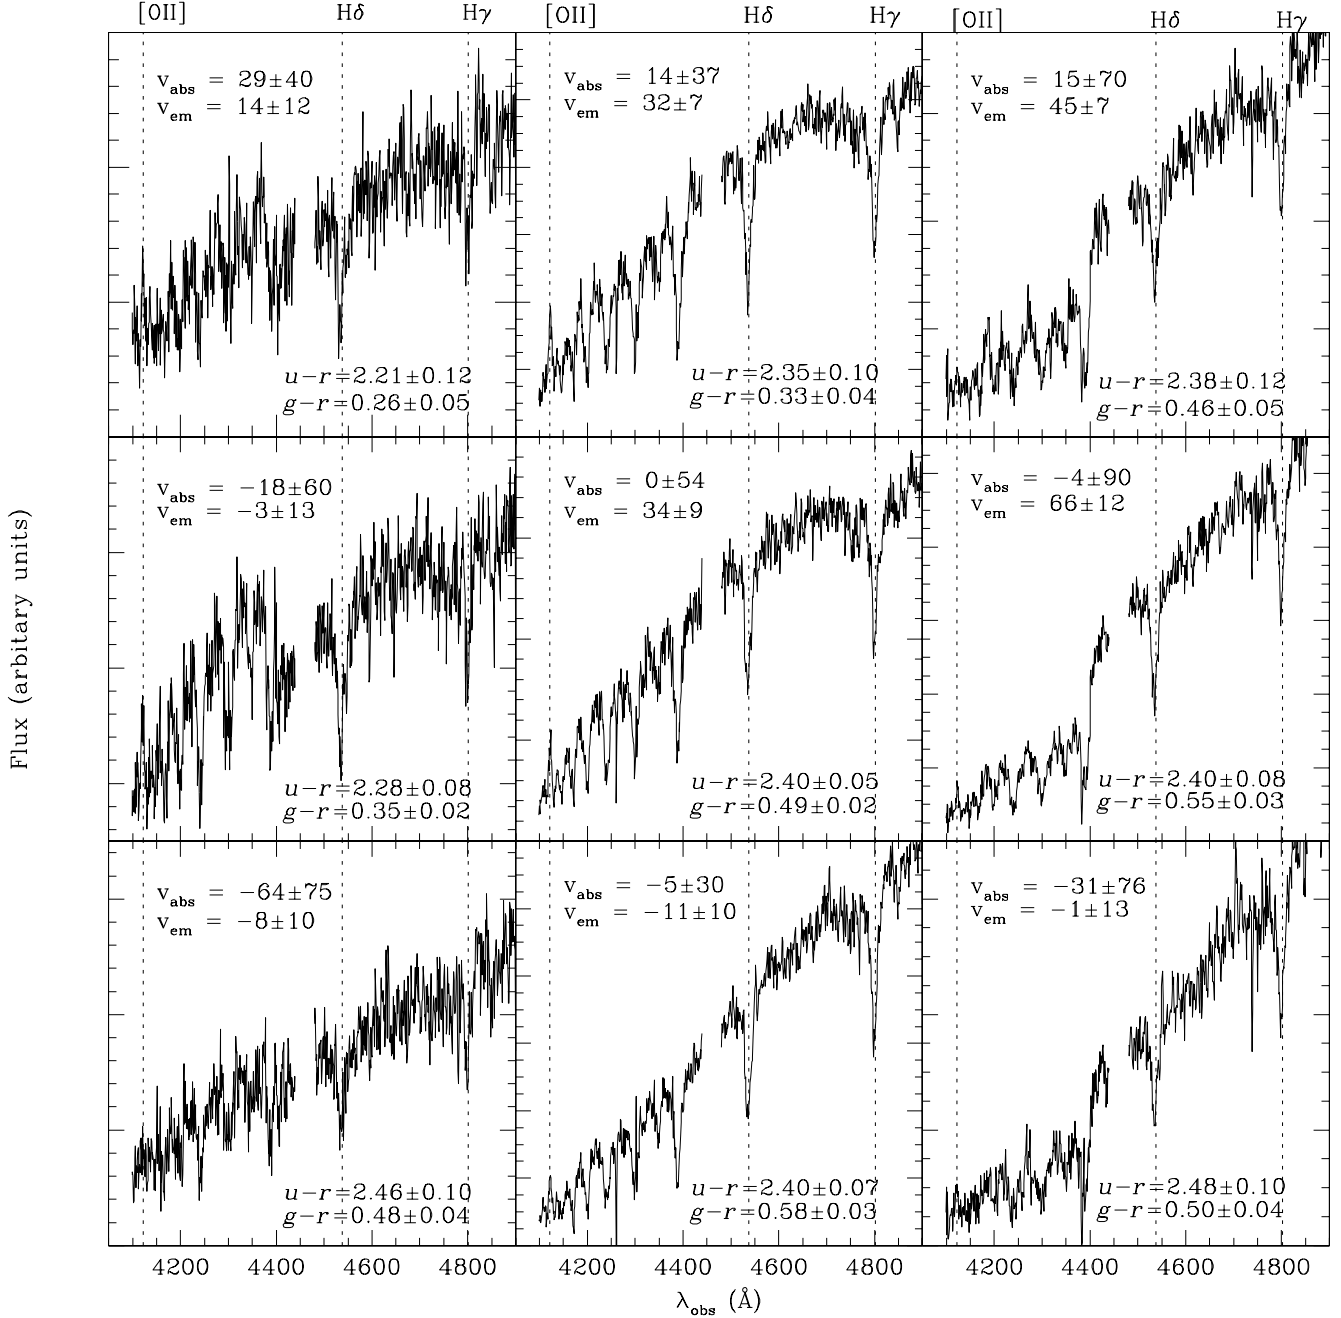 [OII] Hδ Hγ [OII] Hδ Hγ [OII] Hδ Hγ
v_abs = 29±40
v_em = 14±12
u−r=2.21±0.12
g−r=0.26±0.05
v_abs = 14±37
v_em = 32±7
u−r=2.35±0.10
g−r=0.33±0.04
v_abs = 15±70
v_em = 45±7
u−r=2.38±0.12
g−r=0.46±0.05
v_abs = −18±60
v_em = −3±13
u−r=2.28±0.08
g−r=0.35±0.02
v_abs = 0±54
v_em = 34±9
u−r=2.40±0.05
g−r=0.49±0.02
v_abs = −4±90
v_em = 66±12
u−r=2.40±0.08
g−r=0.55±0.03
v_abs = −64±75
v_em = −8±10
u−r=2.46±0.10
g−r=0.48±0.04
v_abs = −5±30
v_em = −11±10
u−r=2.40±0.07
g−r=0.58±0.03
v_abs = −31±76
v_em = −1±13
u−r=2.48±0.10
g−r=0.50±0.04
Flux (arbitary units)
4200 4400 4600 4800 4200 4400 4600 4800 4200 4400 4600 4800
λ_obs (Å)